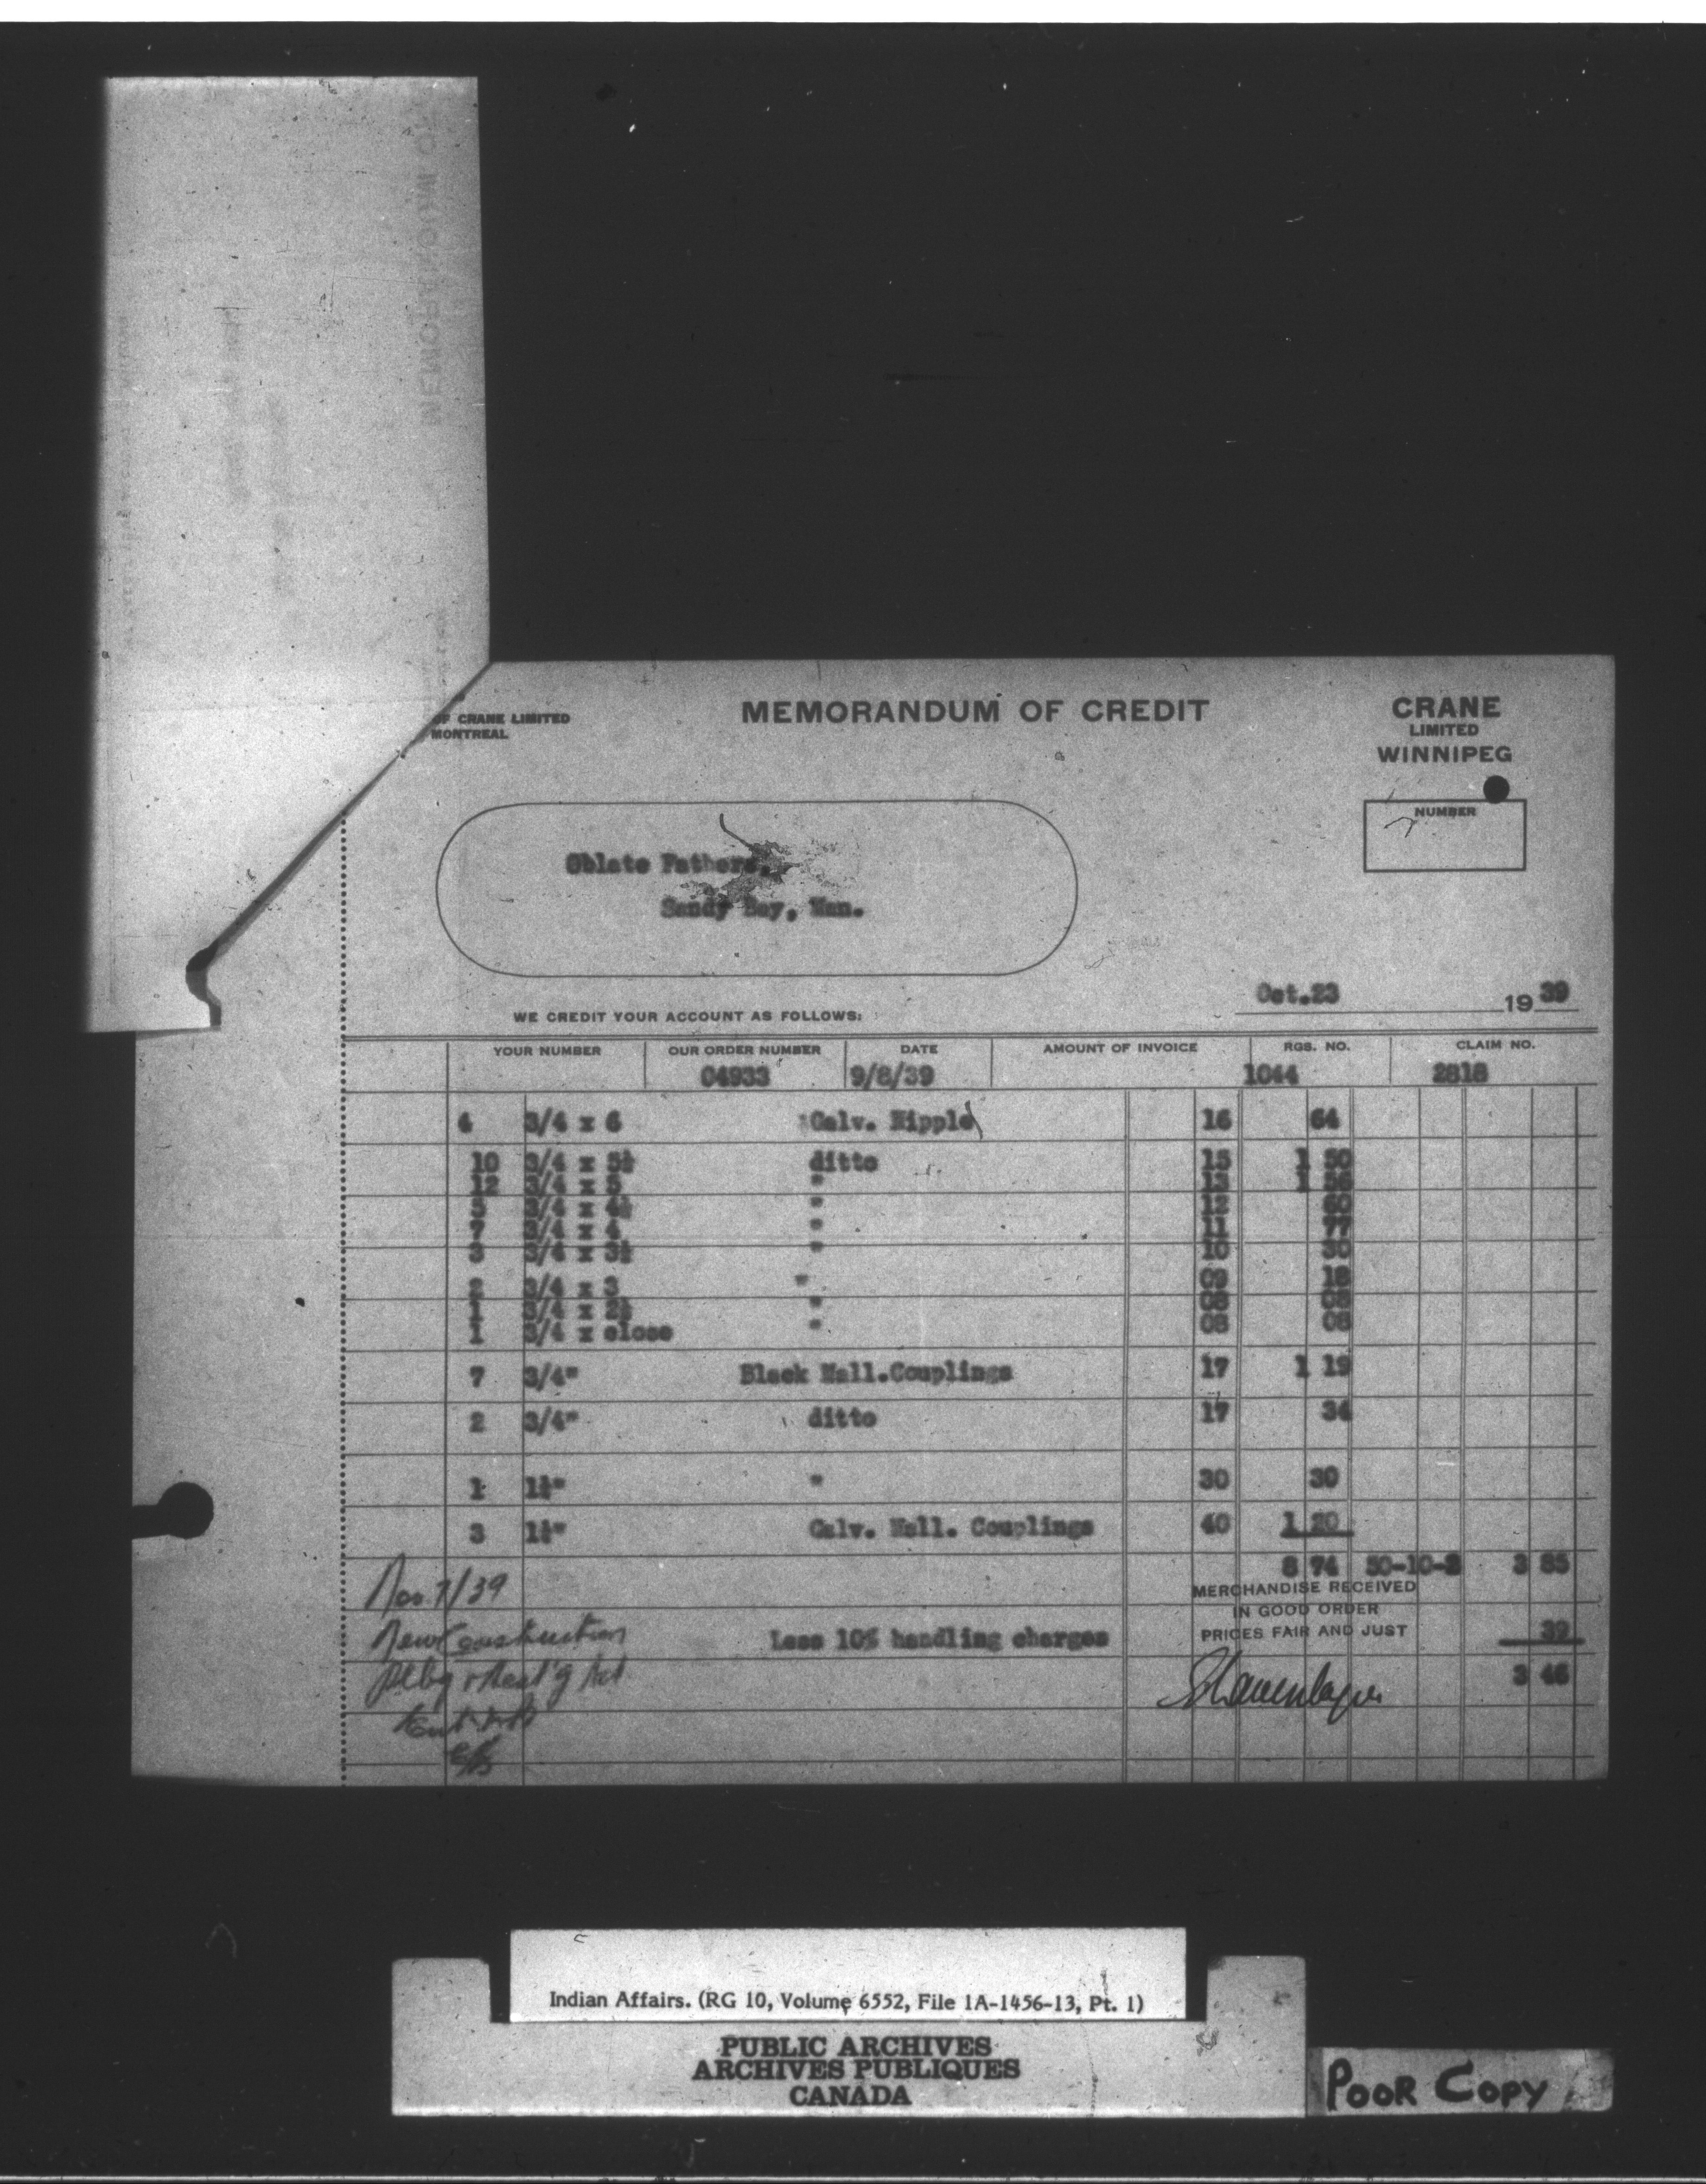 OF CRANE LIMITED
MONTREAL
MEMORANDUM OF CREDIT
CRANE
LIMITED
WINNIPEG
NUMBER
Oblate Fathers,
Sandy Bay, Man.
Oct.23 19 39
WE CREDIT YOUR ACCOUNT AS FOLLOWS:
YOUR NUMBER OUR ORDER NUMBER DATE AMOUNT OF INVOICE RGS. NO. CLAIM NO.
04933 9/8/39 1044 2818
4 3/4 x 6 Galv. Nipple 16 64
10 3/4 x 5½ ditto 15 1 50
12 3/4 x 5 " 13 1 56
5 3/4 x 4½ " 12 60
7 3/4 x 4 " 11 77
3 3/4 x 3½ " 10 30
2 3/4 x 3 " 09 18
1 3/4 x 2½ " 08 08
1 3/4 x close " 08 08
7 3/4" Black Mall.Couplings 17 1 19
2 3/4" ditto 17 34
1 " 30 30
3 Galv. Mall. Couplings 40 1 20
8 74 50-10-2 3 85
MERCHANDISE RECEIVED
IN GOOD ORDER
PRICES FAIR AND JUST
Nov 7/39
New Construction
Less 10% handling charges 39
Plbg & Heat'g
3 46
Indian Affairs. (RG 10, Volume 6552, File 1A-1456-13, Pt. 1)
PUBLIC ARCHIVES
ARCHIVES PUBLIQUES
CANADA
POOR COPY